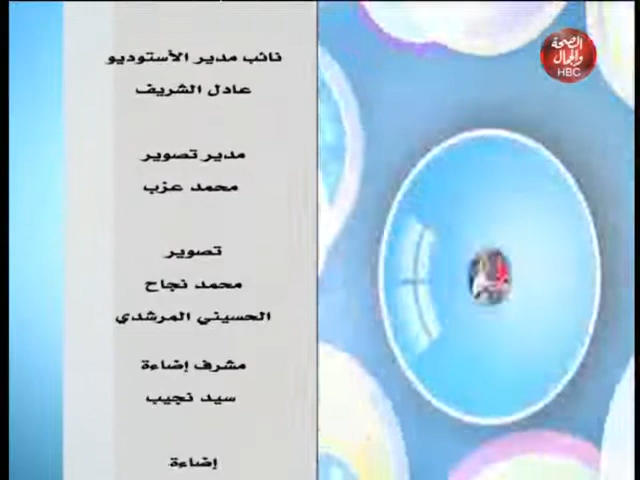 نائب مدير الأستوديو
عادل الشريف
مدير تصوير
محمد عزب
تصوير
محمد نجاح
الحسيني المرشدي
مشرف إضاءة
سيد نجيب
إضاءة
الصحة
والجمال
HBC